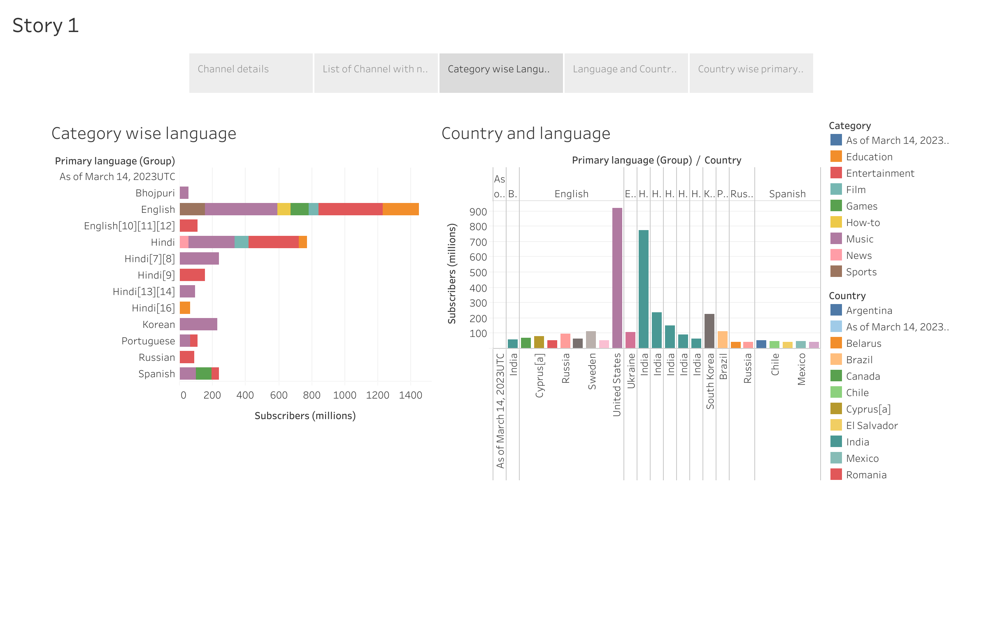 Story 1
Channel details
List of Channel with n..
Category wise Langu..
Language and Countr..
Country wise primary..
Category wise language
Primary language (Group)
As of March 14, 2023UTC
Bhojpuri
English
English[10][11][12]
Hindi
Hindi[7][8]
Hindi[9]
Hindi[13][14]
Hindi[16]
Korean
Portuguese
Russian
Spanish
0 200 400 600 800 1000 1200 1400
Subscribers (millions)
Country and language
Primary language (Group) / Country
As
o.. B. English E.. H. H. H. H. H. K.. P.. Rus.. Spanish
900
800
700
600
500
400
300
200
100
Subscribers (millions)
As of March 14, 2023UTC
India
Cyprus[a]
Russia
Sweden
United States
Ukraine
India
India
India
India
India
South Korea
Brazil
Russia
Chile
Mexico
Category
As of March 14, 2023..
Education
Entertainment
Film
Games
How-to
Music
News
Sports
Country
Argentina
As of March 14, 2023..
Belarus
Brazil
Canada
Chile
Cyprus[a]
El Salvador
India
Mexico
Romania